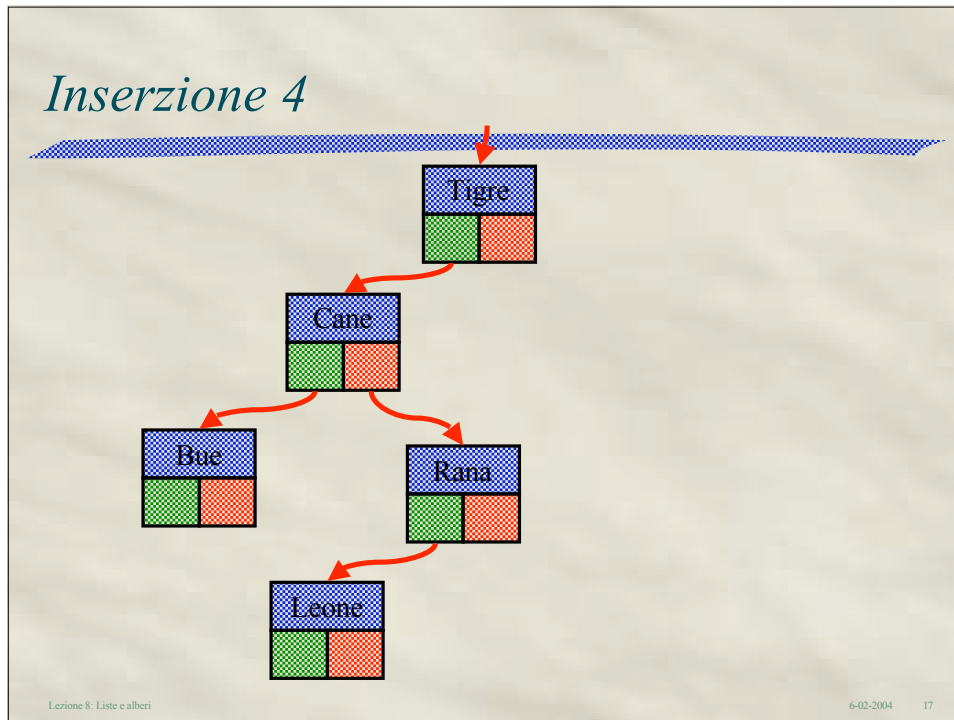 Inserzione 4
Tigre
Cane
Bue
Rana
Leone
Lezione 8: Liste e alberi
6-02-2004
17